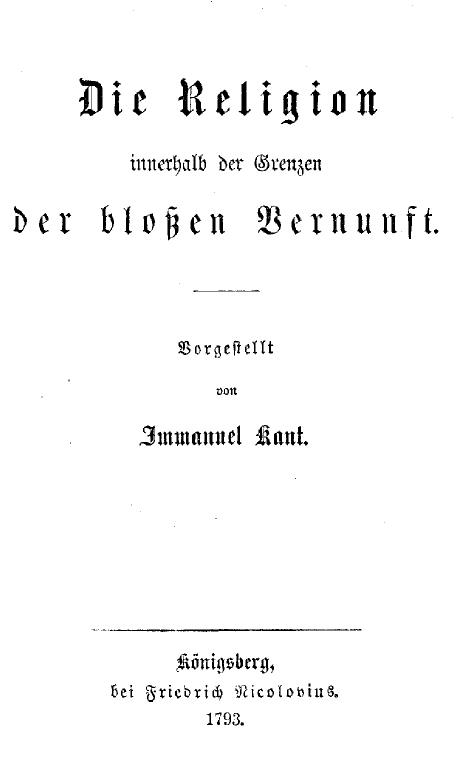 Die Religion
innerhalb der Grenzen
der bloßen Vernunft.
Vorgestellt
von
Immanuel Kant.
Königsberg,
bei Friedrich Nicolovius.
1793.